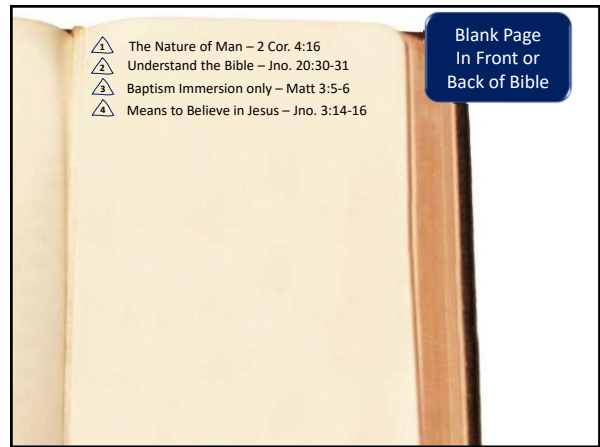 1 The Nature of Man – 2 Cor. 4:16
2 Understand the Bible – Jno. 20:30-31
3 Baptism Immersion only – Matt 3:5-6
4 Means to Believe in Jesus – Jno. 3:14-16
Blank Page
In Front or
Back of Bible